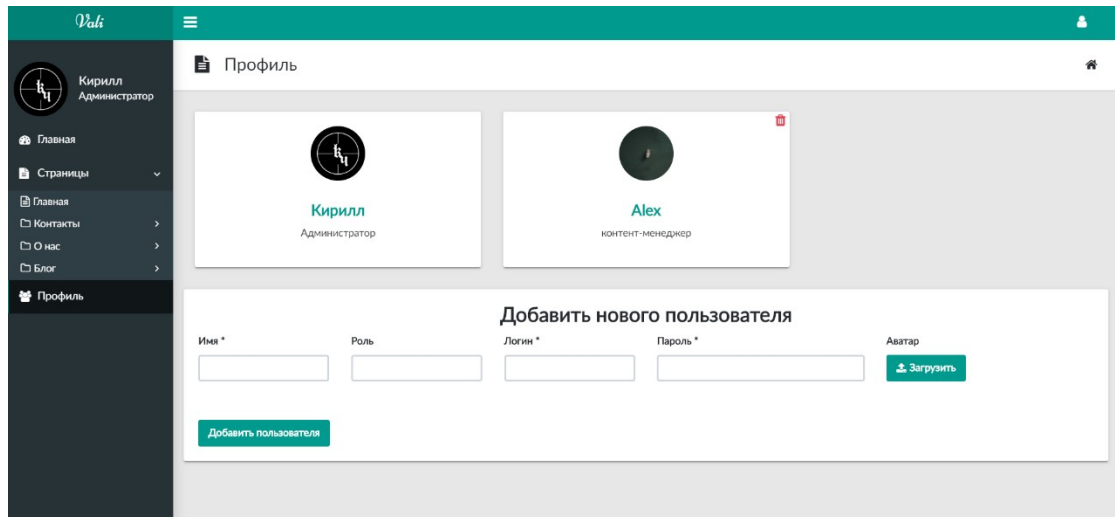 Vali
Кирилл
Администратор
Главная
Страницы
Главная
Контакты
О нас
Блог
Профиль
Профиль
кч
Кирилл
Администратор
Alex
контент-менеджер
Добавить нового пользователя
Имя *
Роль
Логин *
Пароль *
Аватар
Загрузить
Добавить пользователя